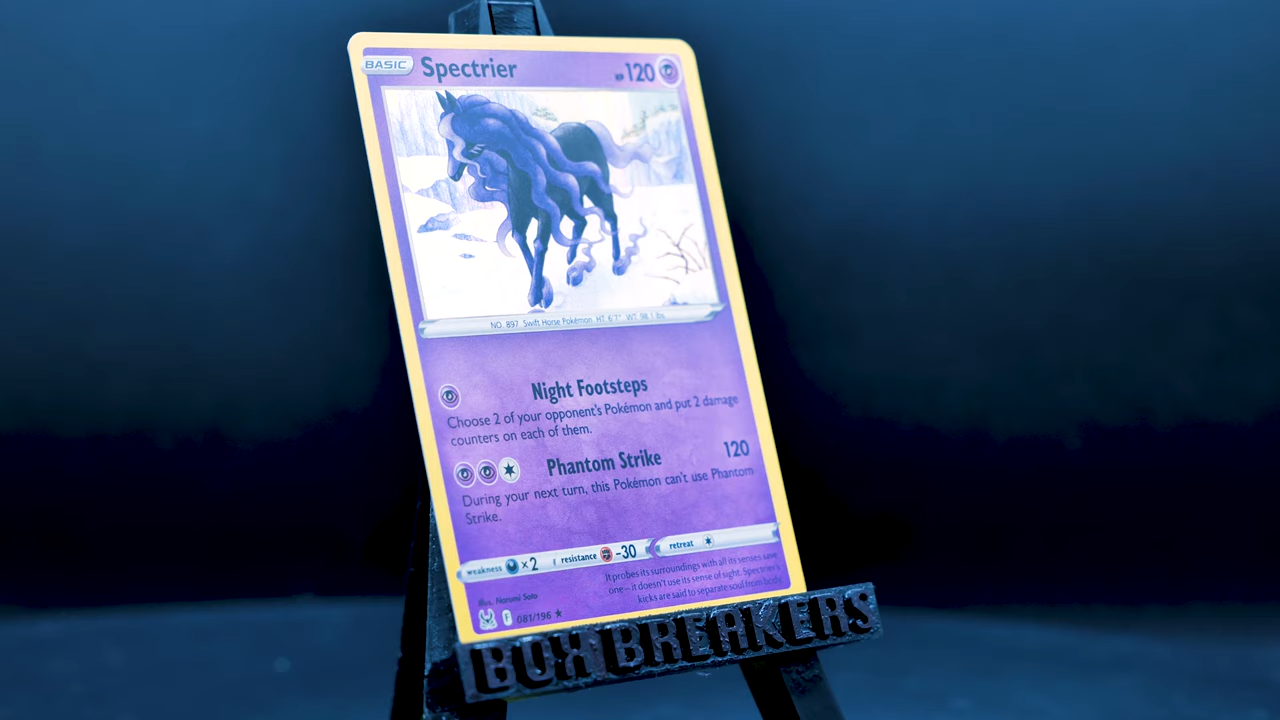 BASIC Spectrier HP 120
NO. 897 Swift Horse Pokémon HT: 6'7" WT: 98.1 lbs.
Night Footsteps
Choose 2 of your opponent's Pokémon and put 2 damage
counters on each of them.
Phantom Strike 120
During your next turn, this Pokémon can't use Phantom
Strike.
weakness ×2 resistance -30 retreat
It probes its surroundings with all its senses save
one – it doesn't use its sense of sight. Spectrier's
kicks are said to separate soul from body.
Illus. Narumi Sato
F 081/196 ★
BOX BREAKERS